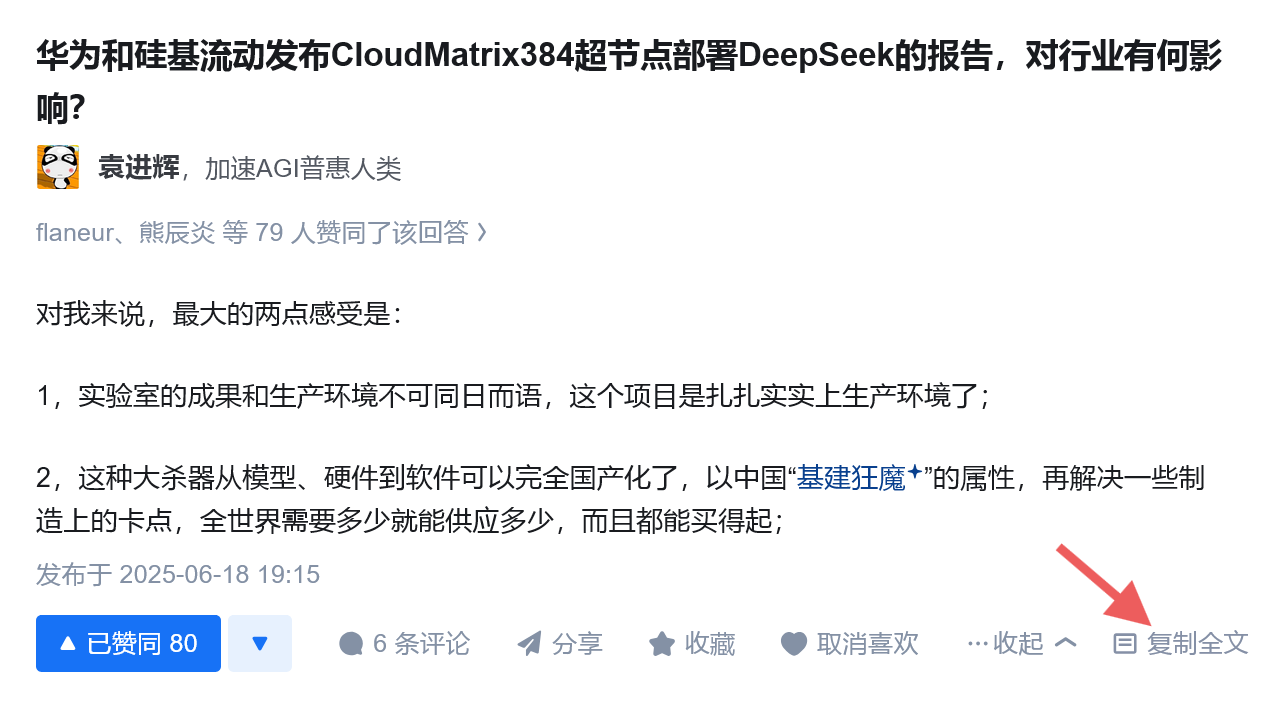 华为和硅基流动发布CloudMatrix384超节点部署DeepSeek的报告，对行业有何影
响？
袁进辉，加速AGI普惠人类
flaneur、熊辰炎 等 79 人赞同了该回答 ›
对我来说，最大的两点感受是：
1，实验室的成果和生产环境不可同日而语，这个项目是扎扎实实上生产环境了；
2，这种大杀器从模型、硬件到软件可以完全国产化了，以中国“基建狂魔”的属性，再解决一些制
造上的卡点，全世界需要多少就能供应多少，而且都能买得起；
发布于 2025-06-18 19:15
已赞同 80 6 条评论 分享 收藏 取消喜欢 ···收起 复制全文